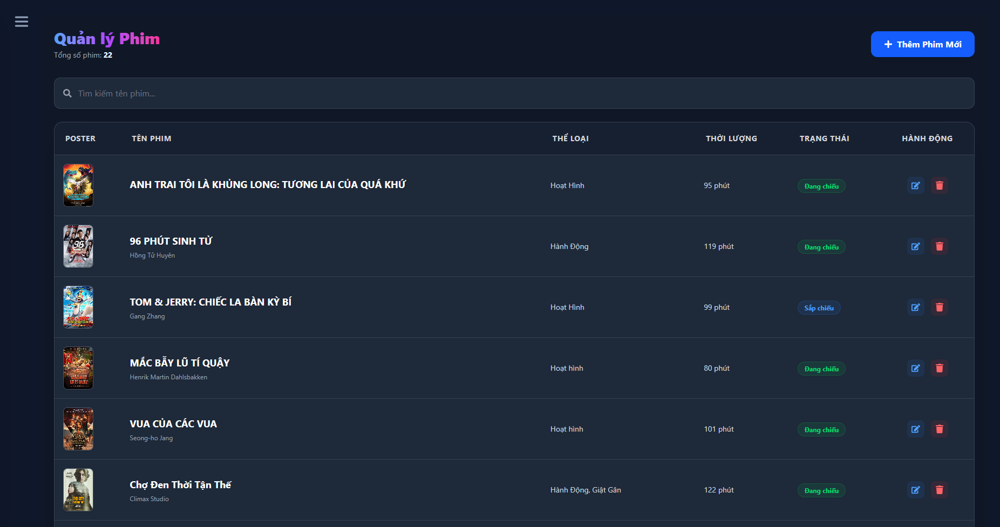 Quản lý Phim
Tổng số phim: 22
Thêm Phim Mới
Tìm kiếm tên phim...
POSTER TÊN PHIM THỂ LOẠI THỜI LƯỢNG TRẠNG THÁI HÀNH ĐỘNG
ANH TRAI TÔI LÀ KHỦNG LONG: TƯƠNG LAI CỦA QUÁ KHỨ Hoạt Hình 95 phút Đang chiếu
96 PHÚT SINH TỬ Hành Động 119 phút Đang chiếu
Hồng Tử Huyên
TOM & JERRY: CHIẾC LA BÀN KỲ BÍ Hoạt Hình 99 phút Sắp chiếu
Gang Zhang
MẮC BẪY LŨ TÍ QUẬY Hoạt hình 80 phút Đang chiếu
Henrik Martin Dahlsbakken
VUA CỦA CÁC VUA Hoạt hình 101 phút Đang chiếu
Seong-ho Jang
Chợ Đen Thời Tận Thế Hành Động, Giật Gân 122 phút Đang chiếu
Climax Studio